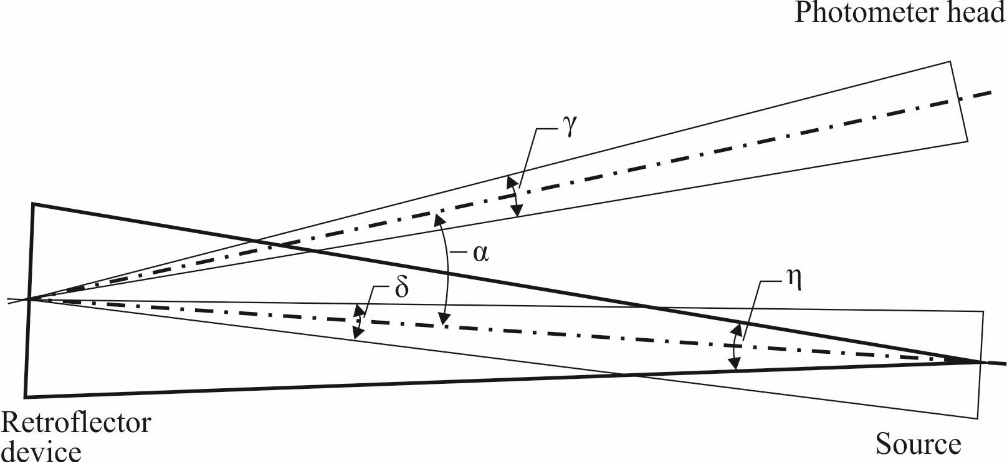 Photometer head
γ
α
δ
η
Retroflector
device
Source